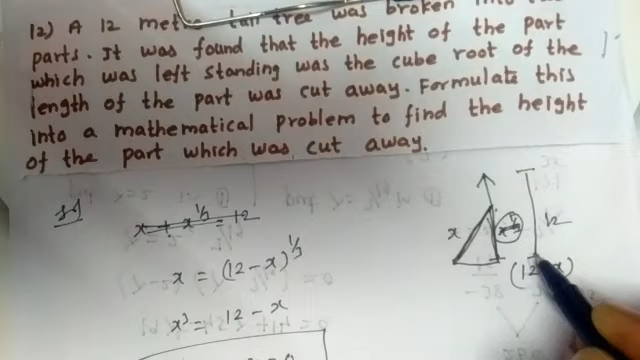 12) A 12 metre tall tree was broken into two
parts. It was found that the height of the part
which was left standing was the cube root of the
length of the part was cut away. Formulate this
into a mathematical problem to find the height
of the part which was cut away.
x + x^1/3 = 12
x = (12 - x)^1/3
x³ = 12 - x
x
12
(12-x)